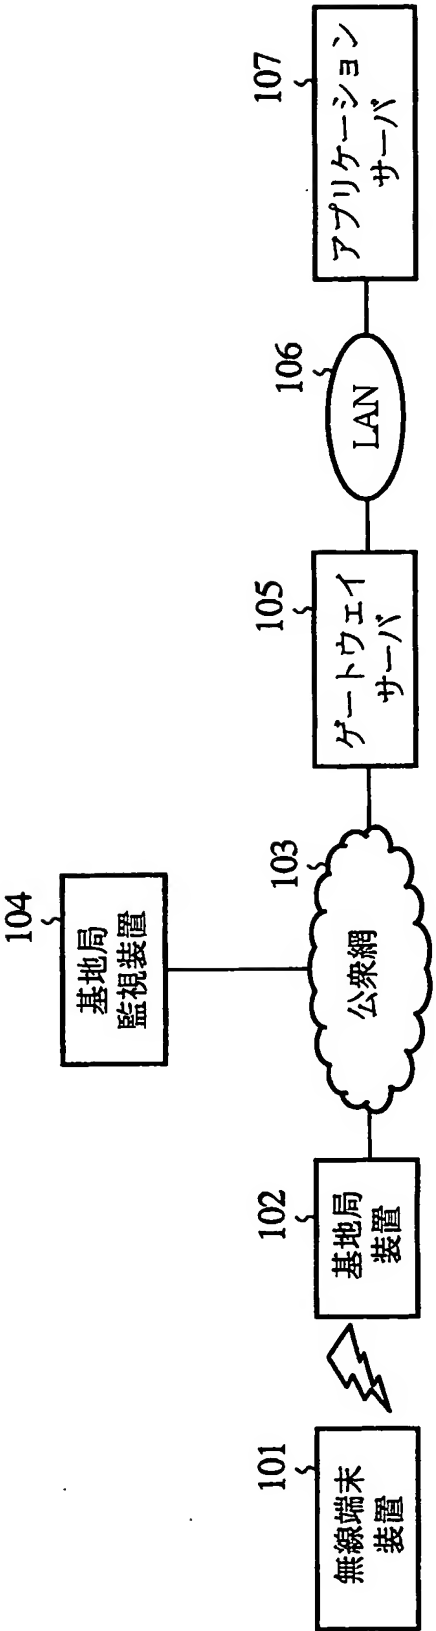 101
無線端末
装置
102
基地局
装置
103
公衆網
104
基地局
監視装置
105
ゲートウェイ
サーバ
106
LAN
107
アプリケーション
サーバ